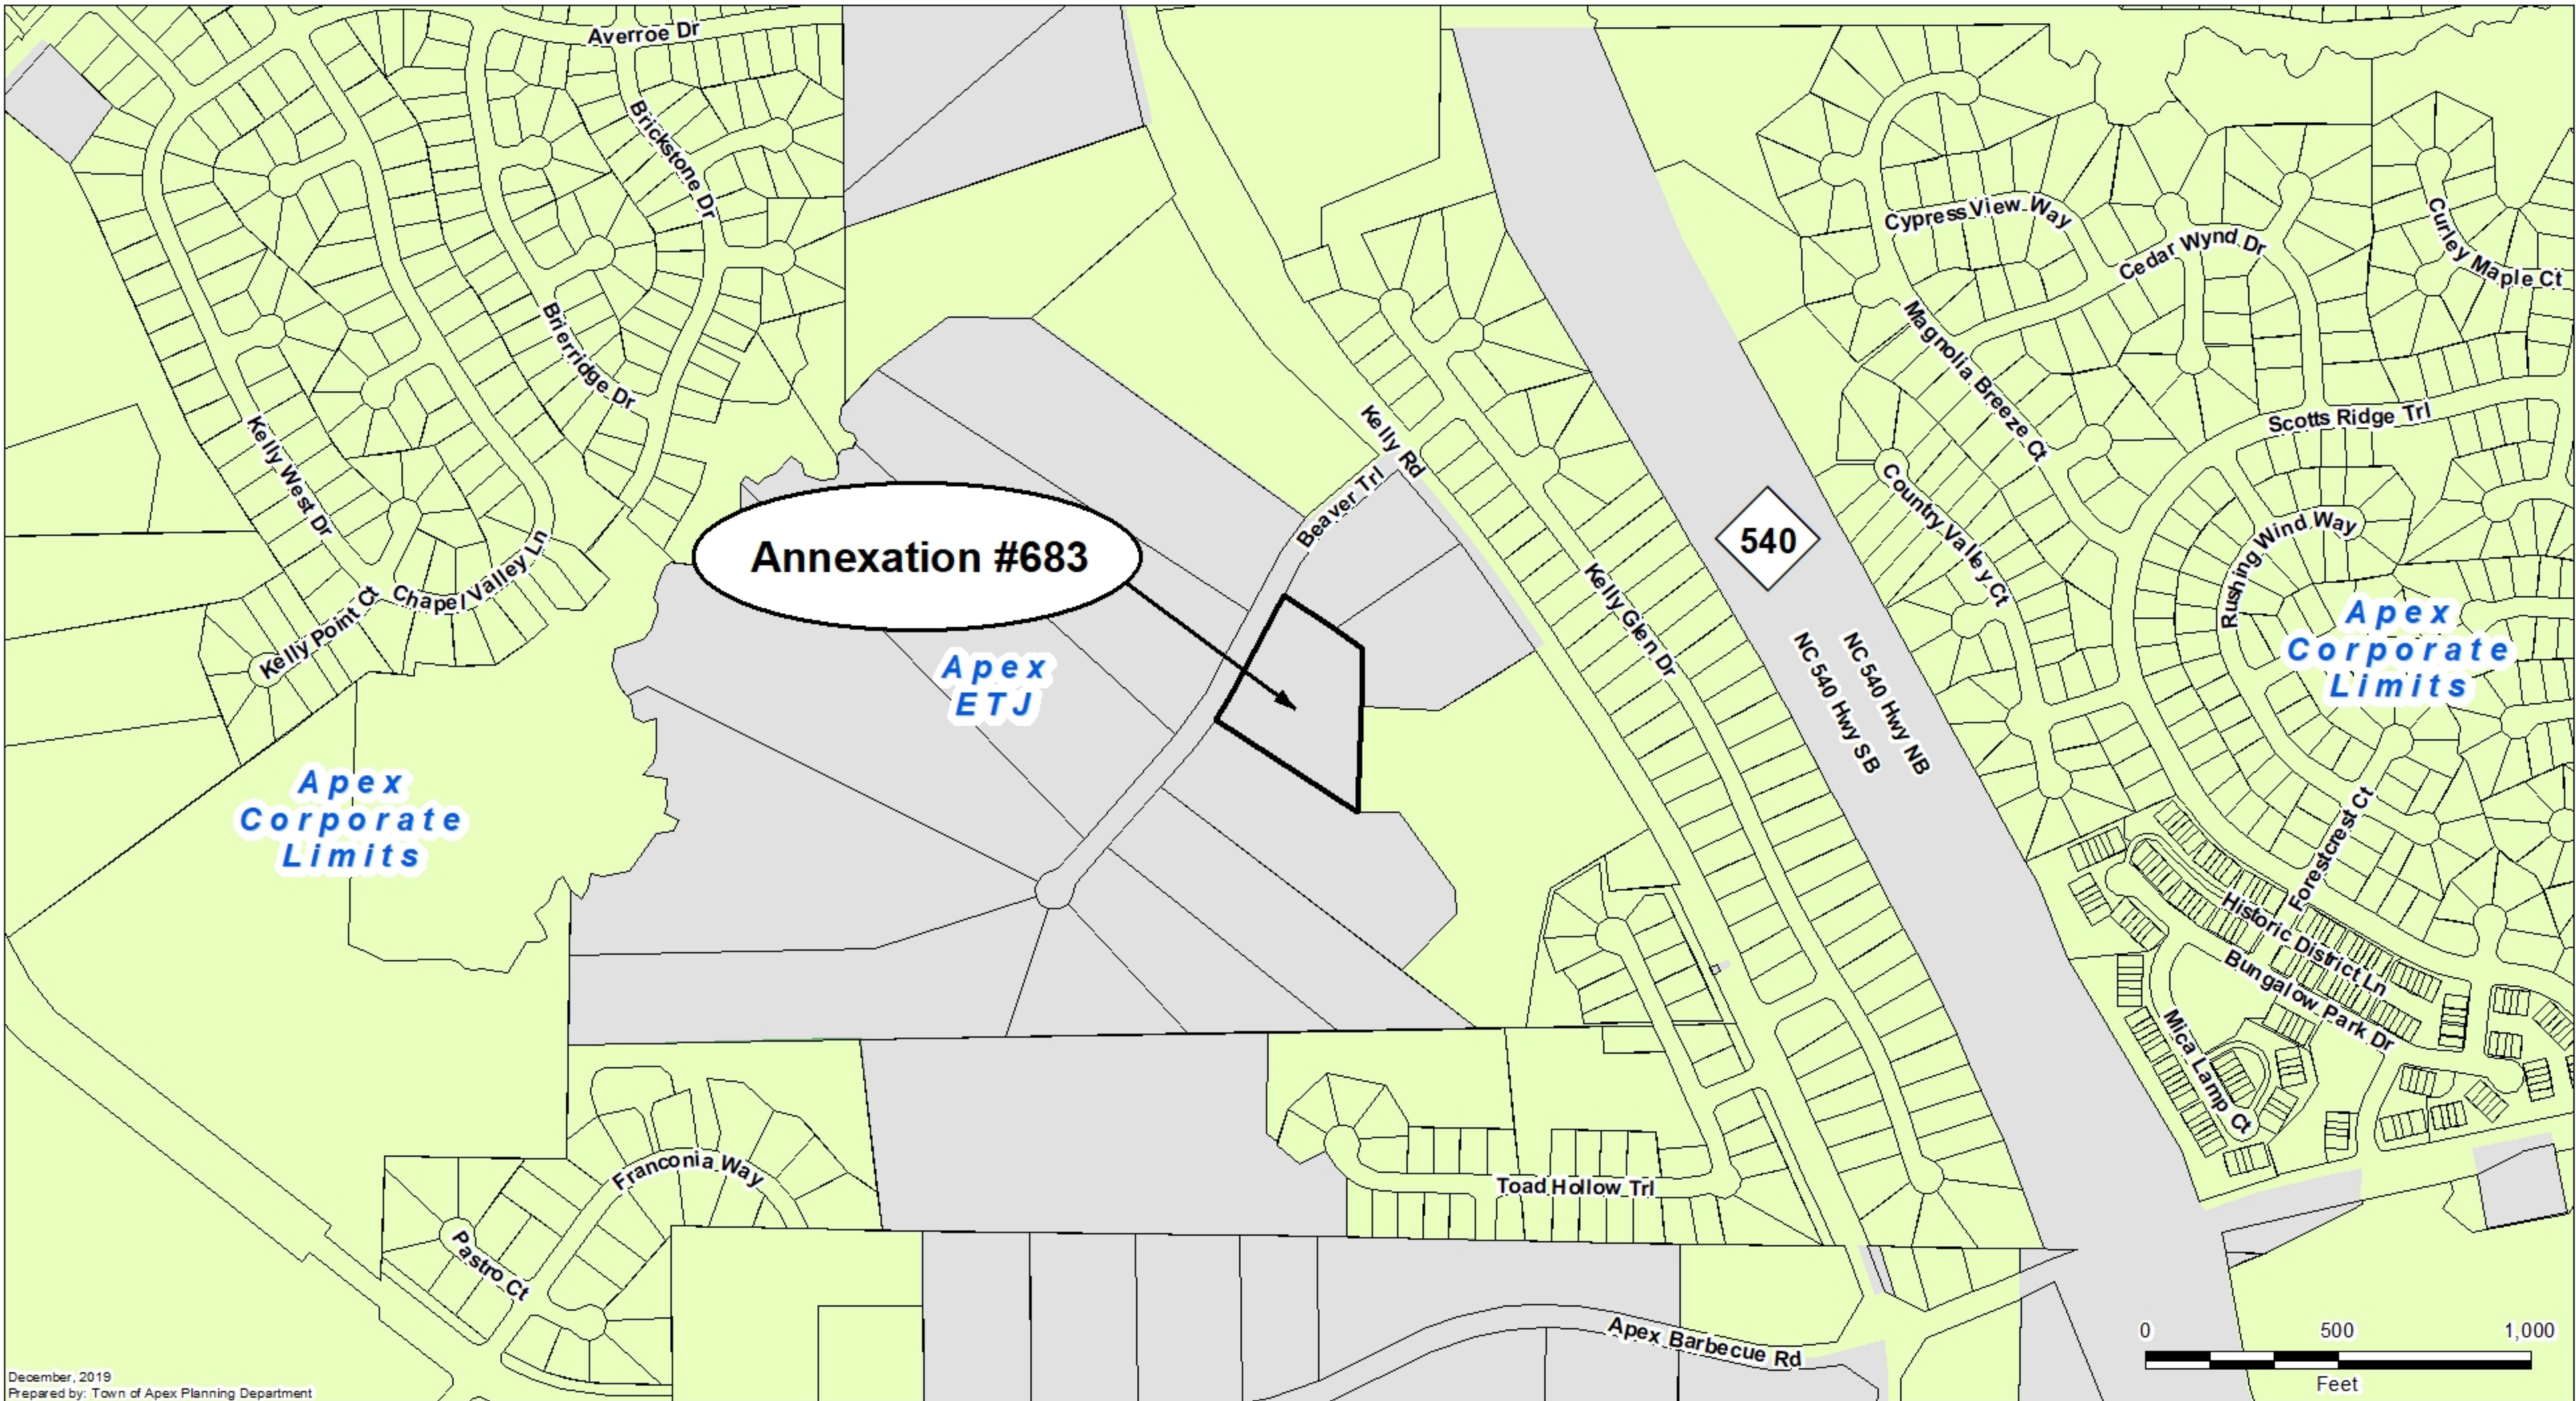 Averroe Dr
Brickstone Dr
Cypress View Way
Cedar Wynd Dr
Curley Maple Ct
Brierridge Dr
Magnolia Breeze Ct
Kelly West Dr
Kelly Rd
Scotts Ridge Trl
Beaver Trl
Country Valley Ct
Rushing Wind Way
540
Annexation #683
Chapel Valley Ln
Kelly Point Ct
Kelly Glen Dr
Apex
ETJ
NC 540 Hwy SB
NC 540 Hwy NB
Apex
Corporate
Limits
Apex
Corporate
Limits
Forestcrest Ct
Historic District Ln
Bungalow Park Dr
Mica Lamp Ct
Franconia Way
Toad Hollow Trl
Pastro Ct
Apex Barbecue Rd
0 500 1,000
Feet
December, 2019
Prepared by: Town of Apex Planning Department